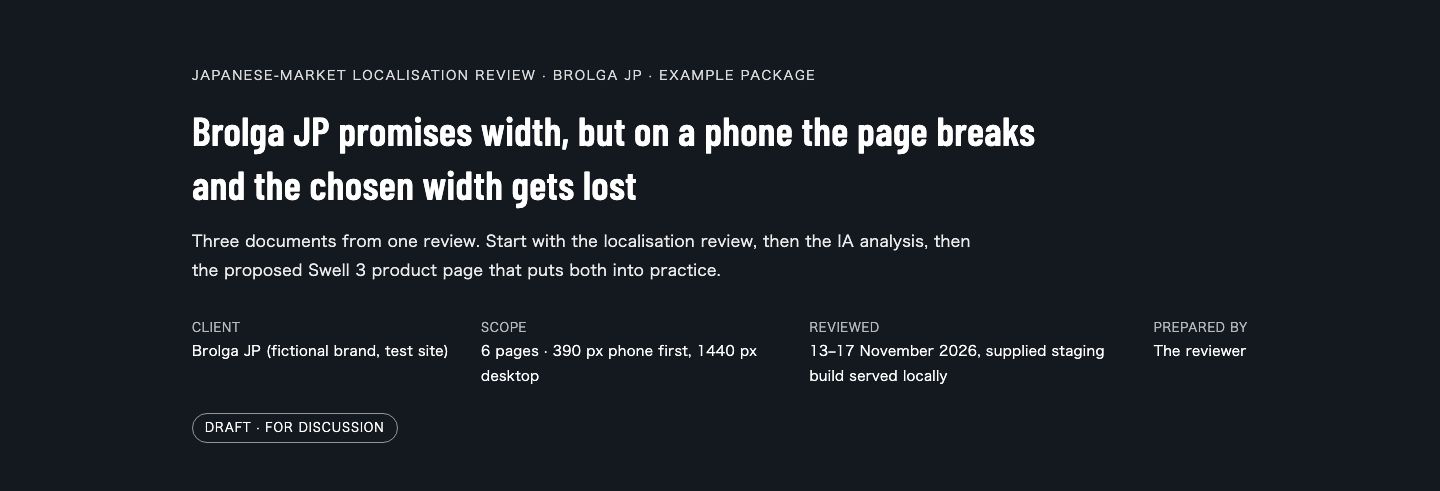 JAPANESE-MARKET LOCALISATION REVIEW · BROLGA JP · EXAMPLE PACKAGE
Brolga JP promises width, but on a phone the page breaks
and the chosen width gets lost
Three documents from one review. Start with the localisation review, then the IA analysis, then
the proposed Swell 3 product page that puts both into practice.
CLIENT
Brolga JP (fictional brand, test site)
SCOPE
6 pages · 390 px phone first, 1440 px
desktop
REVIEWED
13–17 November 2026, supplied staging
build served locally
PREPARED BY
The reviewer
DRAFT · FOR DISCUSSION